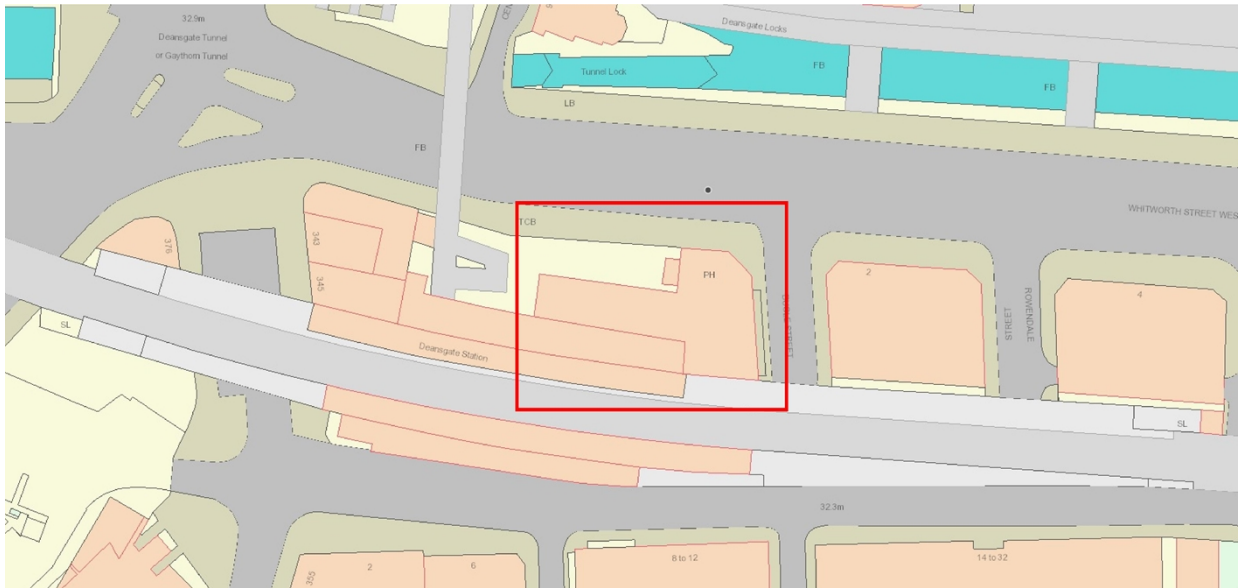 32.9m
Deansgate Tunnel
or Gaythorn Tunnel
Deansgate Locks
Tunnel Lock
FB
FB
LB
FB
TCB
WHITWORTH STREET WES
376
343
345
PH
2
ROWENDALE
STREET
4
SL
Deansgate Station
SL
32.3m
355
2
6
8 to 12
14 to 32